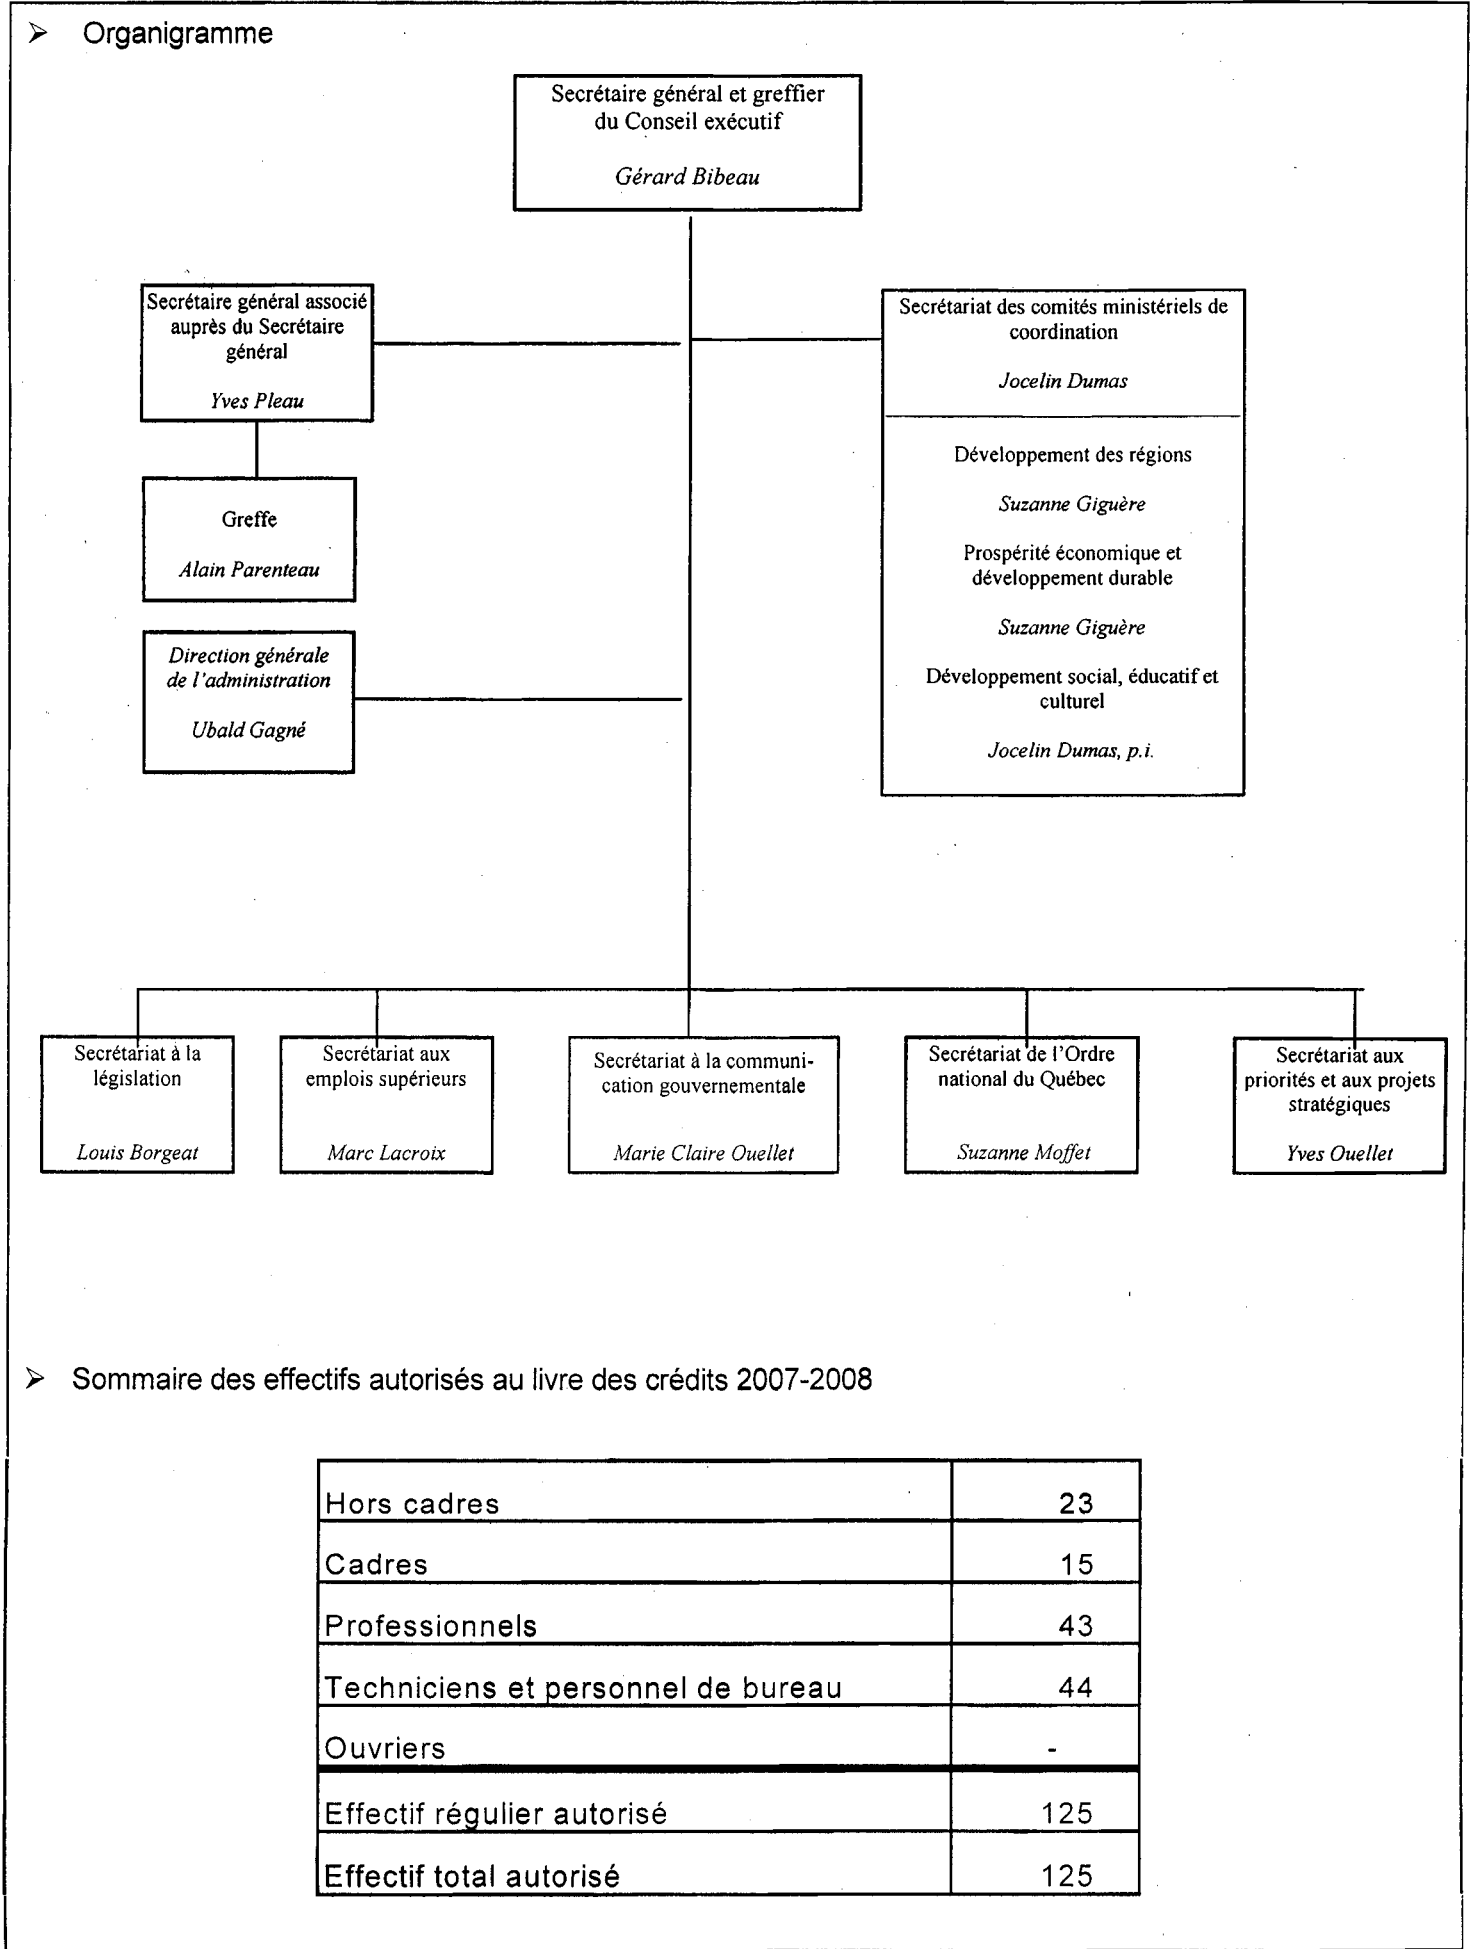 ➢ Organigramme
Secrétaire général et greffier
du Conseil exécutif
Gérard Bibeau
Secrétaire général associé
auprès du Secrétaire
général
Yves Pleau
Greffe
Alain Parenteau
Direction générale
de l'administration
Ubald Gagné
Secrétariat des comités ministériels de
coordination
Jocelin Dumas
Développement des régions
Suzanne Giguère
Prospérité économique et
développement durable
Suzanne Giguère
Développement social, éducatif et
culturel
Jocelin Dumas, p.i.
Secrétariat à la
législation
Louis Borgeat
Secrétariat aux
emplois supérieurs
Marc Lacroix
Secrétariat à la communi-
cation gouvernementale
Marie Claire Ouellet
Secrétariat de l'Ordre
national du Québec
Suzanne Moffet
Secrétariat aux
priorités et aux projets
stratégiques
Yves Ouellet
➢ Sommaire des effectifs autorisés au livre des crédits 2007-2008
Hors cadres 23
Cadres 15
Professionnels 43
Techniciens et personnel de bureau 44
Ouvriers -
Effectif régulier autorisé 125
Effectif total autorisé 125